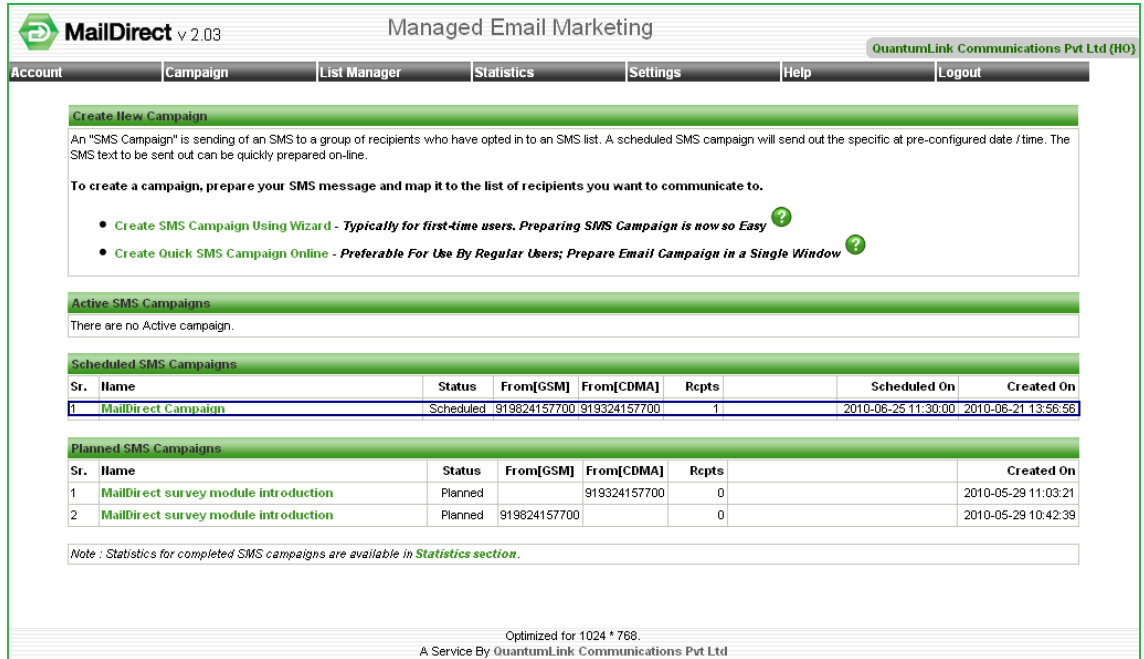 MailDirect v 2.03
Managed Email Marketing
QuantumLink Communications Pvt Ltd {HO}
Account Campaign List Manager Statistics Settings Help Logout
Create New Campaign
An "SMS Campaign" is sending of an SMS to a group of recipients who have opted in to an SMS list. A scheduled SMS campaign will send out the specific at pre-configured date / time. The
SMS text to be sent out can be quickly prepared on-line.
To create a campaign, prepare your SMS message and map it to the list of recipients you want to communicate to.
• Create SMS Campaign Using Wizard - Typically for first-time users. Preparing SMS Campaign is now so Easy ?
• Create Quick SMS Campaign Online - Preferable For Use By Regular Users; Prepare Email Campaign in a Single Window ?
Active SMS Campaigns
There are no Active campaign.
Scheduled SMS Campaigns
Sr. Name Status From[GSM] From[CDMA] Rcpts Scheduled On Created On
1 MailDirect Campaign Scheduled 919824157700 919324157700 1 2010-06-25 11:30:00 2010-06-21 13:56:56
Planned SMS Campaigns
Sr. Name Status From[GSM] From[CDMA] Rcpts Created On
1 MailDirect survey module introduction Planned 919324157700 0 2010-05-29 11:03:21
2 MailDirect survey module introduction Planned 919824157700 0 2010-05-29 10:42:39
Note : Statistics for completed SMS campaigns are available in Statistics section.
Optimized for 1024 * 768.
A Service By QuantumLink Communications Pvt Ltd